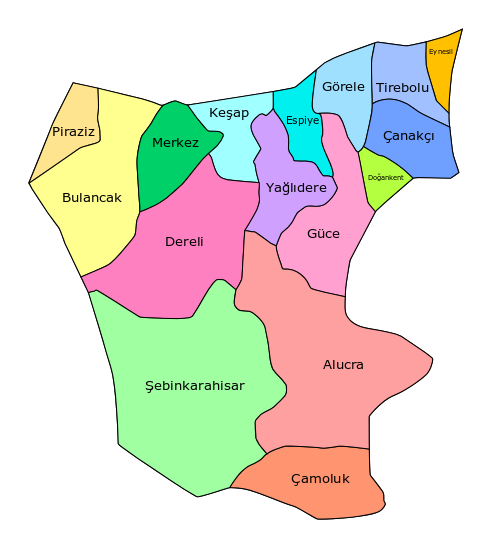 Eynesil
Görele
Tirebolu
Keşap
Espiye
Piraziz
Çanakçı
Merkez
Doğankent
Yağlıdere
Bulancak
Güce
Dereli
Alucra
Şebinkarahisar
Çamoluk